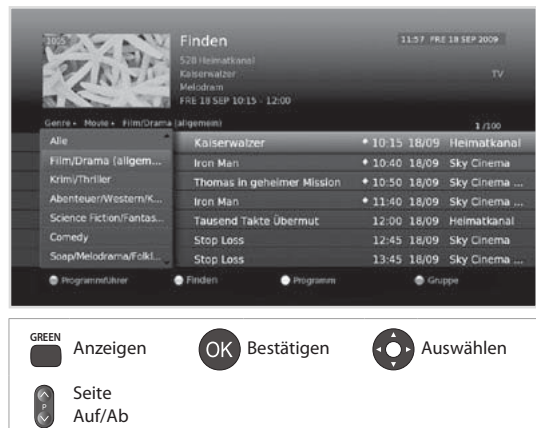 1005
Finden
11:57 FRE 18 SEP 2009
528 Heimatkanal
Kaiserwalzer
TV
Melodram
FRE 18 SEP 10:15 - 12:00
Genre Movie Film/Drama (allgemein)
1/100
Alle
Film/Drama (allgem...
Krimi/Thriller
Abenteuer/Western/K...
Science Fiction/Fantas...
Comedy
Soap/Melodrama/Folkl...
Kaiserwalzer 10:15 18/09 Heimatkanal
Iron Man 10:40 18/09 Sky Cinema
Thomas in geheimer Mission 10:50 18/09 Sky Cinema ...
Iron Man 11:40 18/09 Sky Cinema ...
Tausend Takte Übermut 12:00 18/09 Heimatkanal
Stop Loss 12:45 18/09 Sky Cinema
Stop Loss 13:45 18/09 Sky Cinema ...
Programmführer Finden Programm Gruppe
GREEN
Anzeigen
OK Bestätigen
Auswählen
P
Seite
Auf/Ab